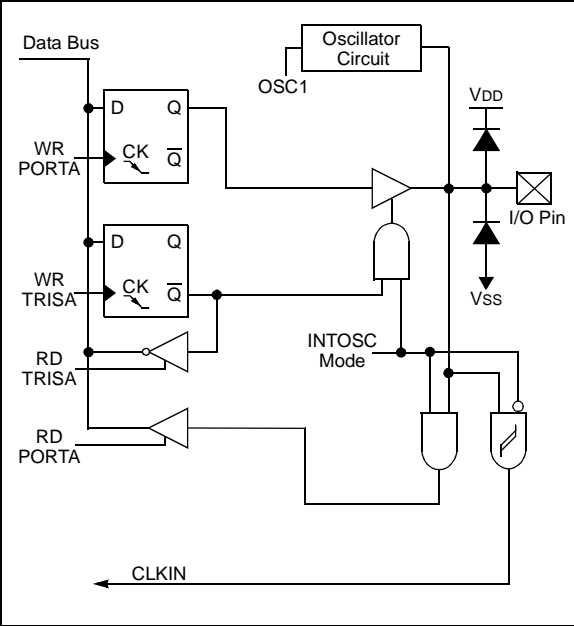 Data Bus
Oscillator
Circuit
OSC1
VDD
D Q
WR
PORTA
CK Q
I/O Pin
D Q
WR
TRISA
CK Q
VSS
INTOSC
Mode
RD
TRISA
RD
PORTA
CLKIN